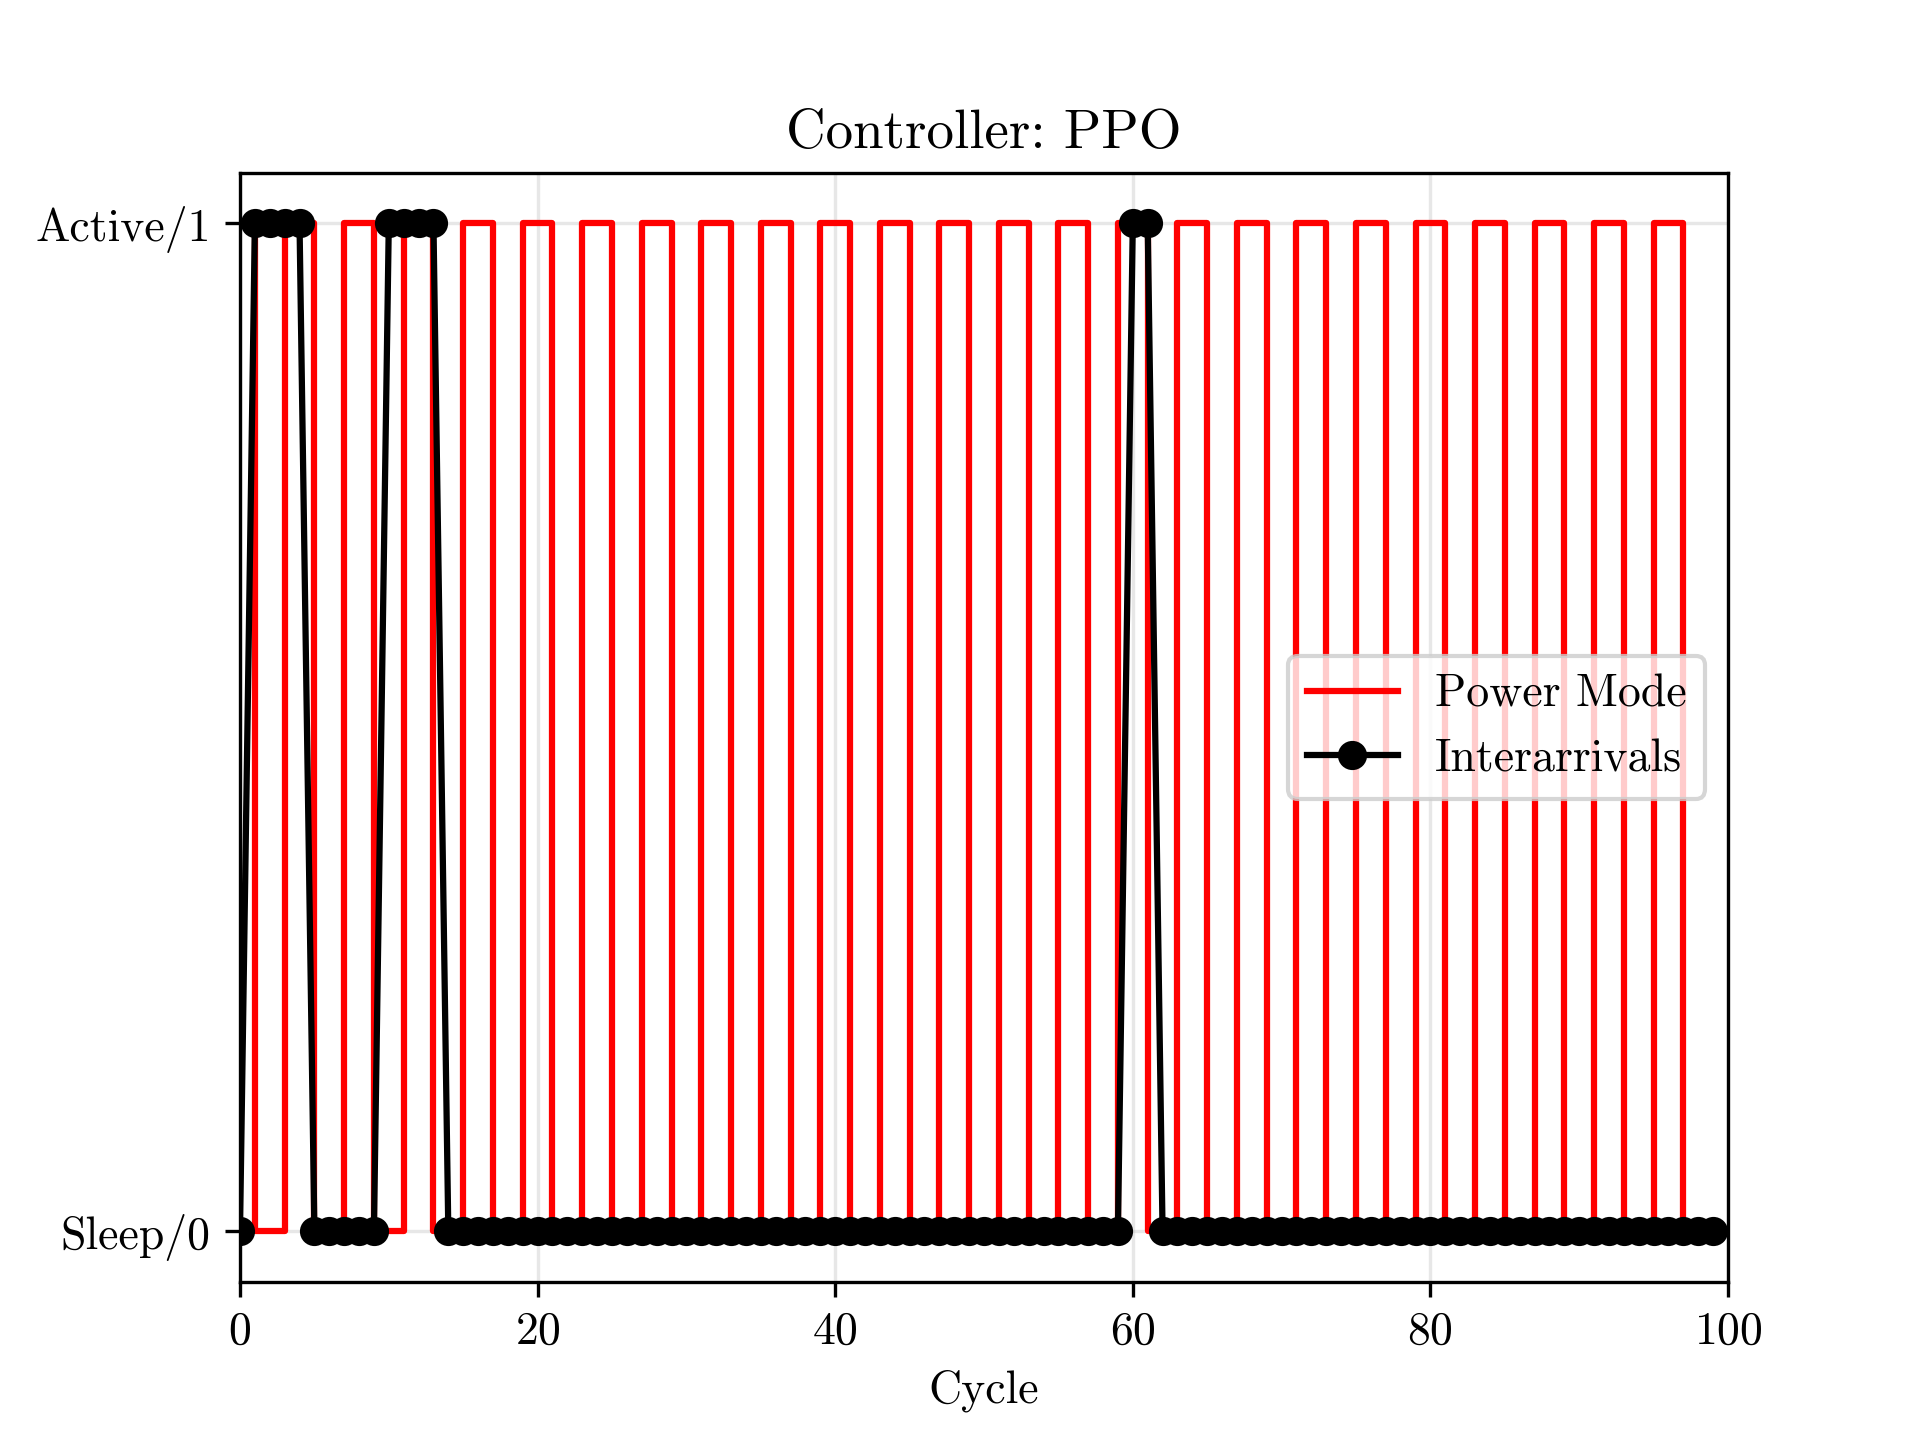 Controller: PPO
Active/1
Power Mode
Interarrivals
Sleep/0
0 20 40 60 80 100
Cycle